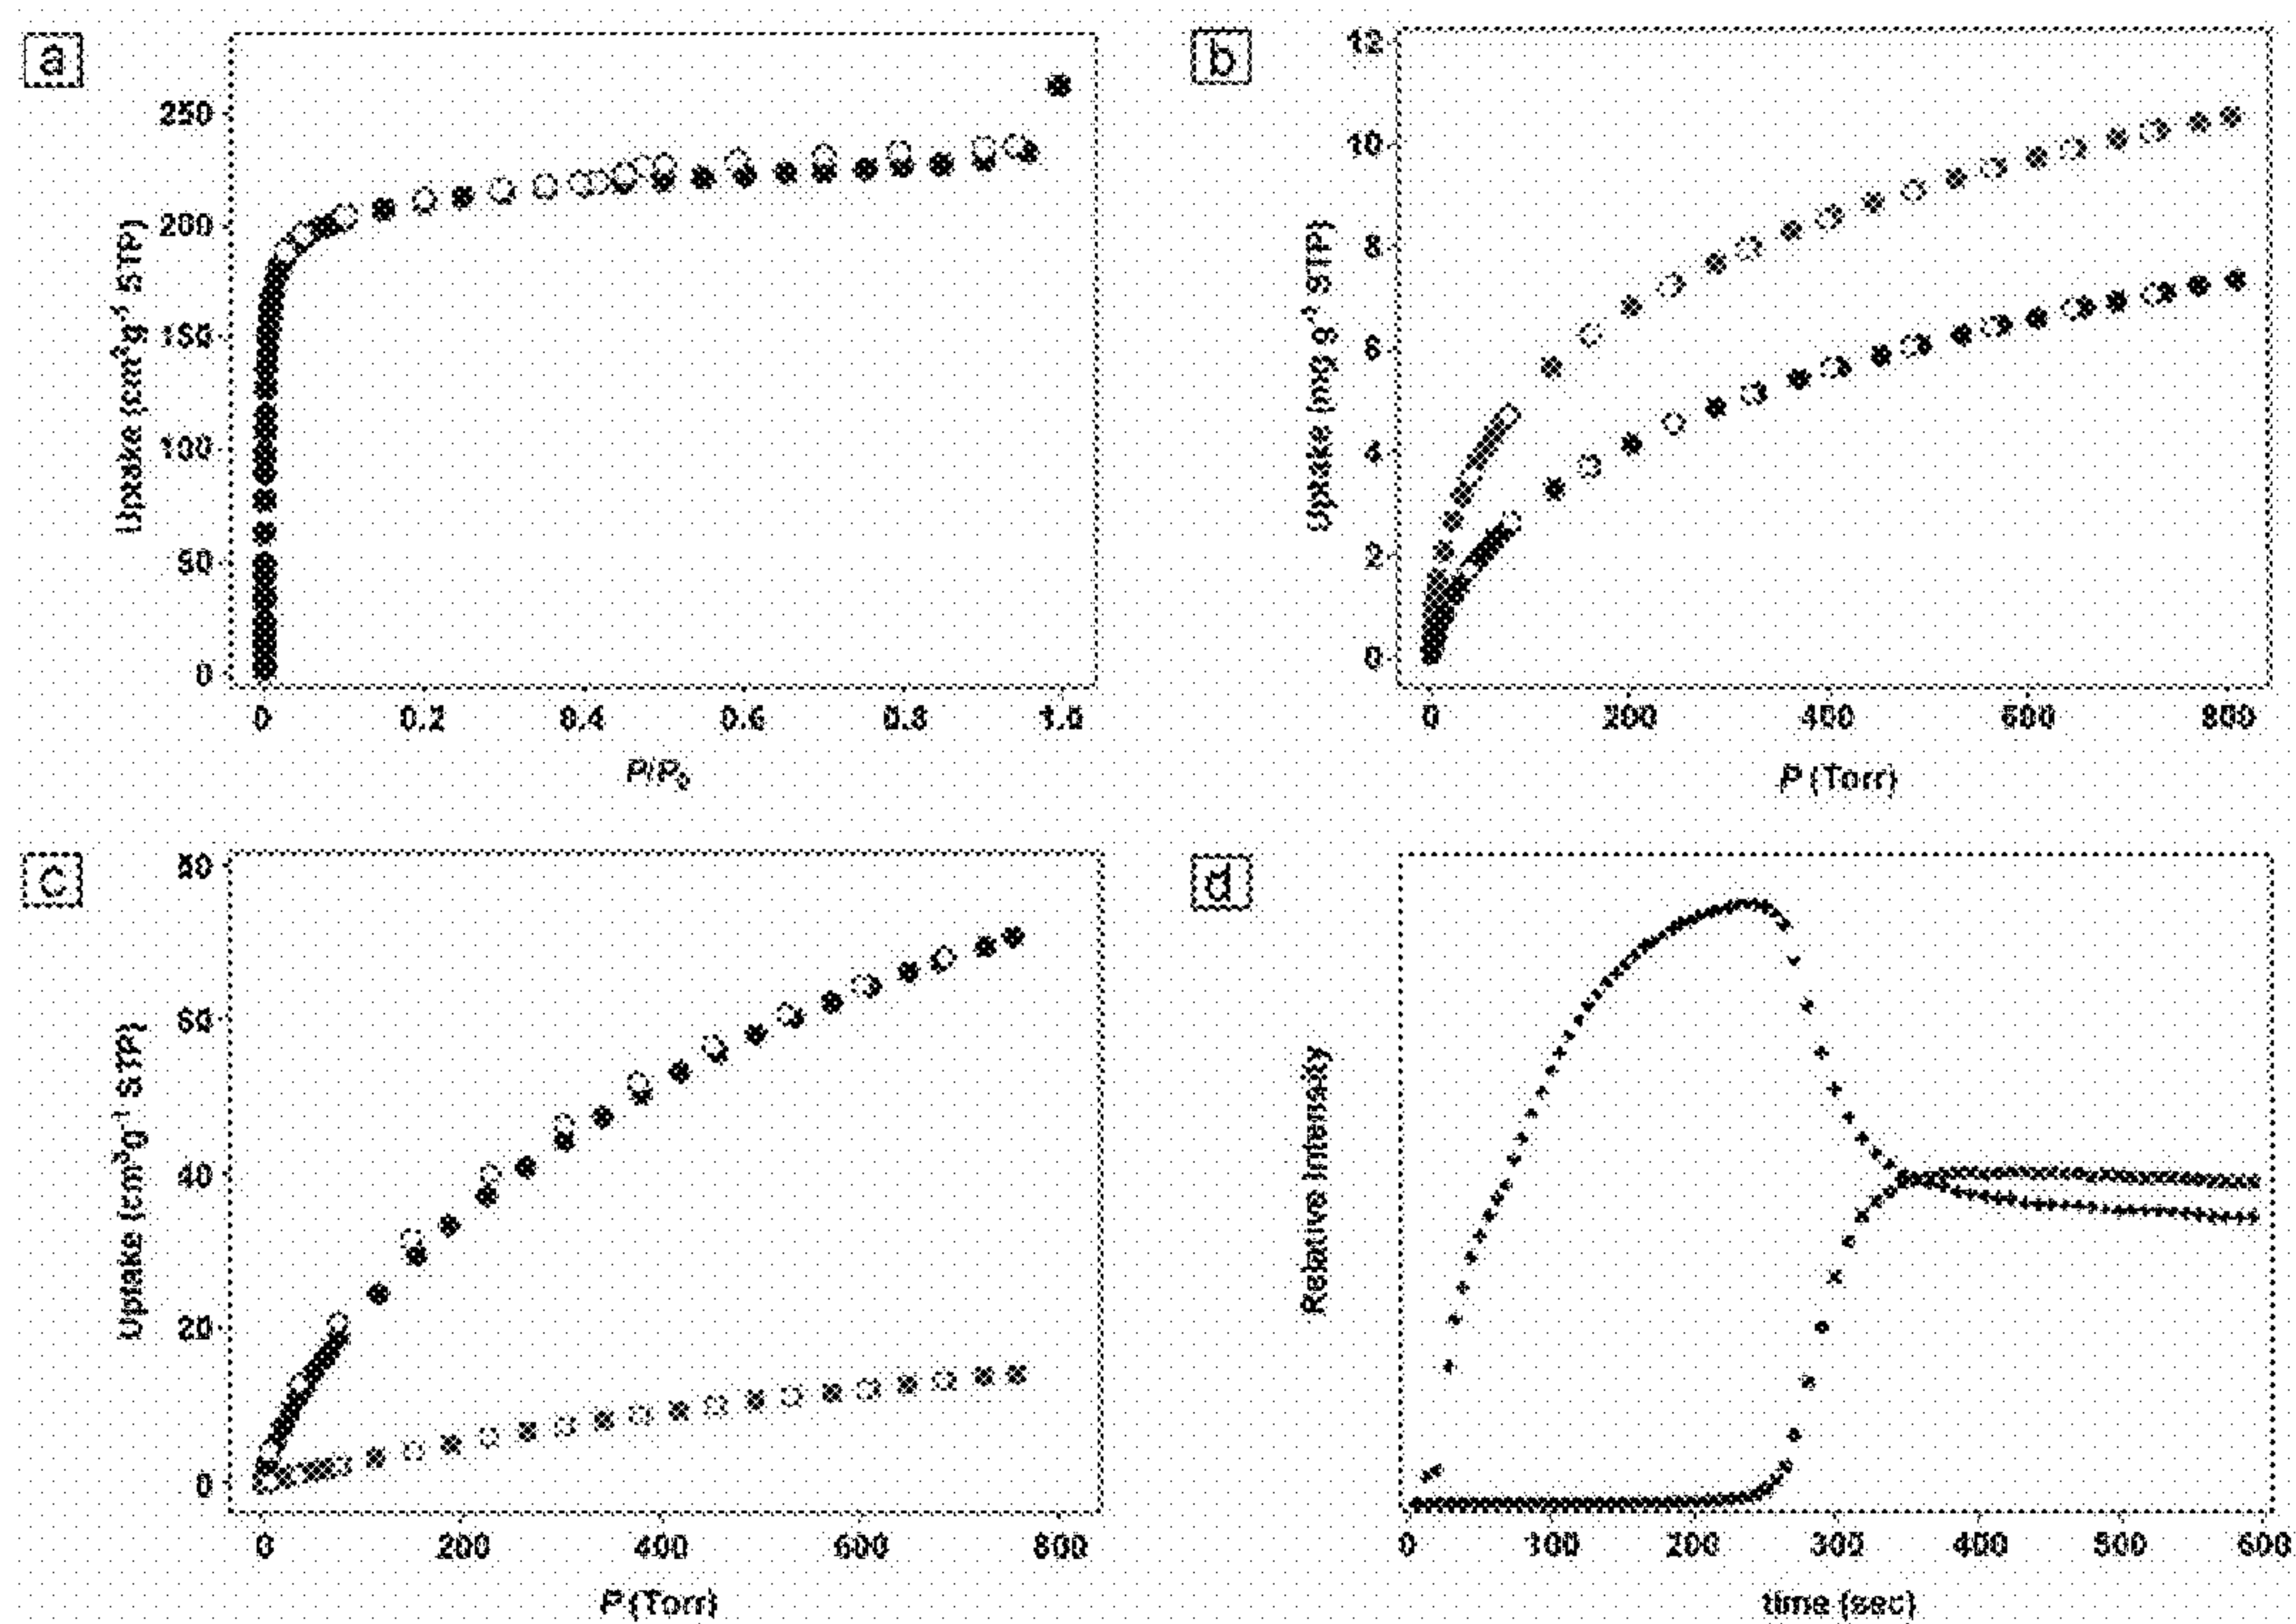 a
250
200
150
100
50
0
Uptake (cm³g⁻¹ STP)
0 0.2 0.4 0.6 0.8 1.0
P/P₀
b
12
10
8
6
4
2
0
Uptake (mg g⁻¹ STP)
0 200 400 600 800
P (Torr)
c
80
60
40
20
0
Uptake (cm³g⁻¹ STP)
0 200 400 600 800
P (Torr)
d
Relative Intensity
0 100 200 300 400 500 600
time (sec)